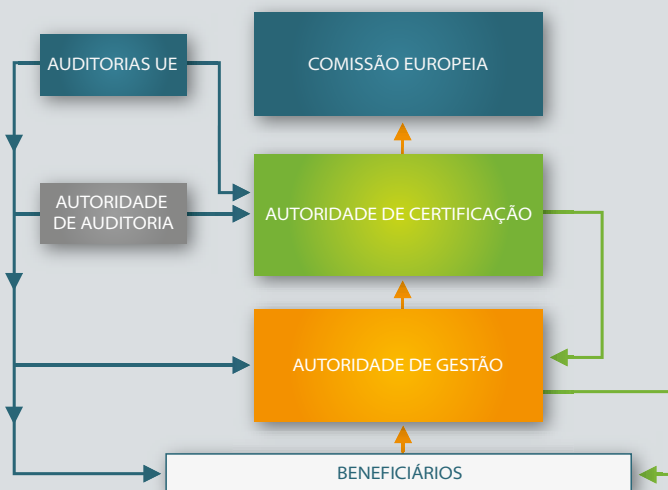 AUDITORIAS UE
COMISSÃO EUROPEIA
AUTORIDADE
DE AUDITORIA
AUTORIDADE DE CERTIFICAÇÃO
AUTORIDADE DE GESTÃO
BENEFICIÁRIOS